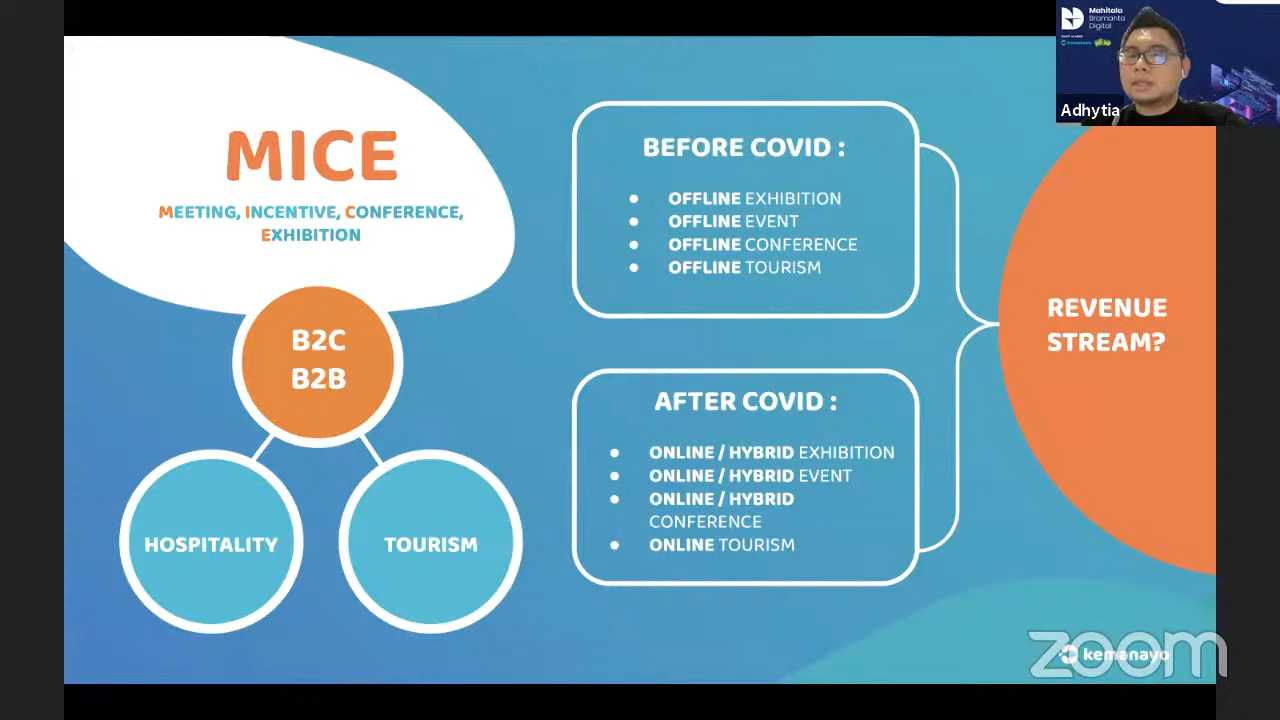 MICE
MEETING, INCENTIVE, CONFERENCE,
EXHIBITION
B2C
B2B
HOSPITALITY
TOURISM
BEFORE COVID :
• OFFLINE EXHIBITION
• OFFLINE EVENT
• OFFLINE CONFERENCE
• OFFLINE TOURISM
AFTER COVID :
• ONLINE / HYBRID EXHIBITION
• ONLINE / HYBRID EVENT
• ONLINE / HYBRID
CONFERENCE
• ONLINE TOURISM
REVENUE
STREAM?
Mahitala
Bramanta
Digital
kemanayo
Adhytia
kemanayo
zoom